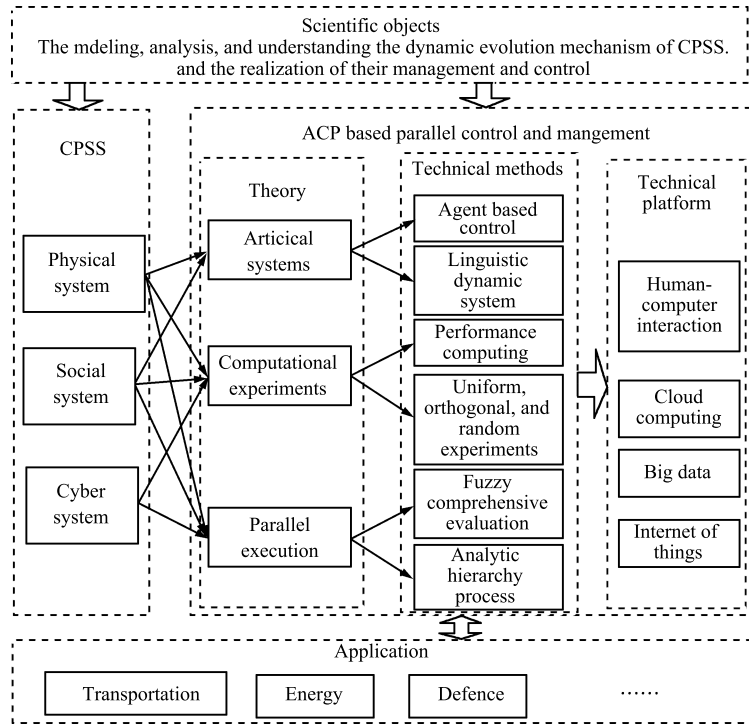 Scientific objects
The mdeling, analysis, and understanding the dynamic evolution mechanism of CPSS.
and the realization of their management and control
CPSS
Physical
system
Social
system
Cyber
system
ACP based parallel control and mangement
Theory
Articical
systems
Computational
experiments
Parallel
execution
Technical methods
Agent based
control
Linguistic
dynamic
system
Performance
computing
Uniform,
orthogonal, and
random
experiments
Fuzzy
comprehensive
evaluation
Analytic
hierarchy
process
Technical
platform
Human-
computer
interaction
Cloud
computing
Big data
Internet of
things
Application
Transportation
Energy
Defence
……